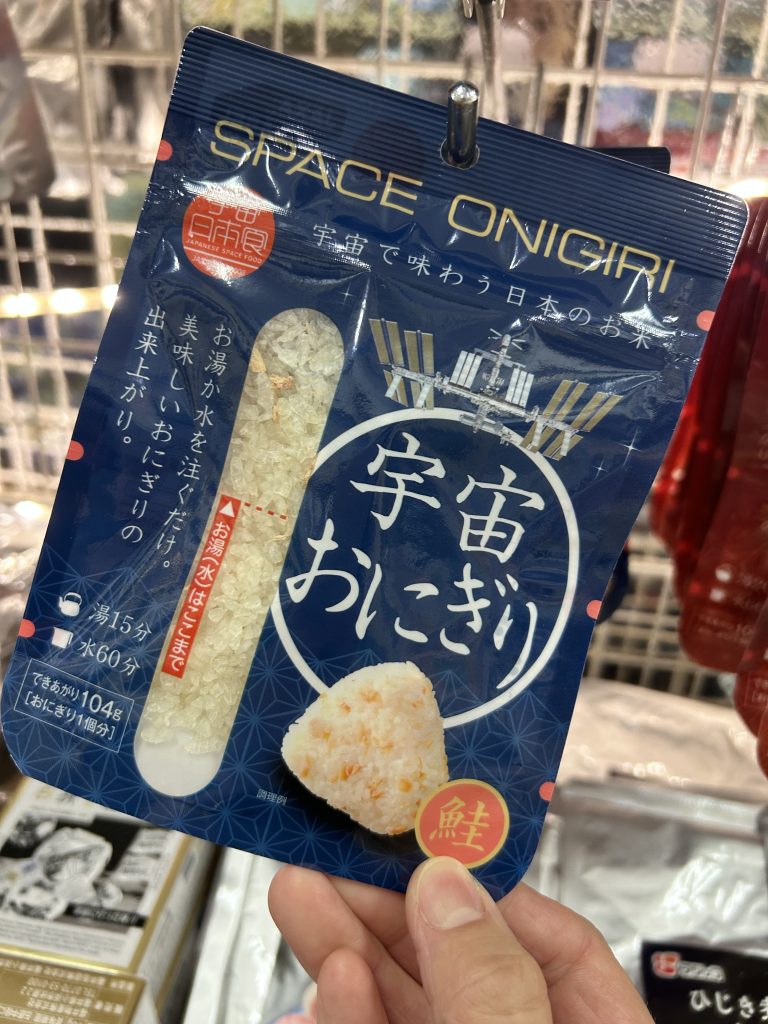 SPACE ONIGIRI
宇宙
日本食
JAPANESE SPACE FOOD
宇宙で味わう日本のお米
お湯か水を注ぐだけ。
美味しいおにぎりの
出来上がり。
宇宙
おにぎり
▲お湯(水)はここまで
湯15分
水60分
できあがり104g
[おにぎり1個分]
調理例
鮭
ひじき